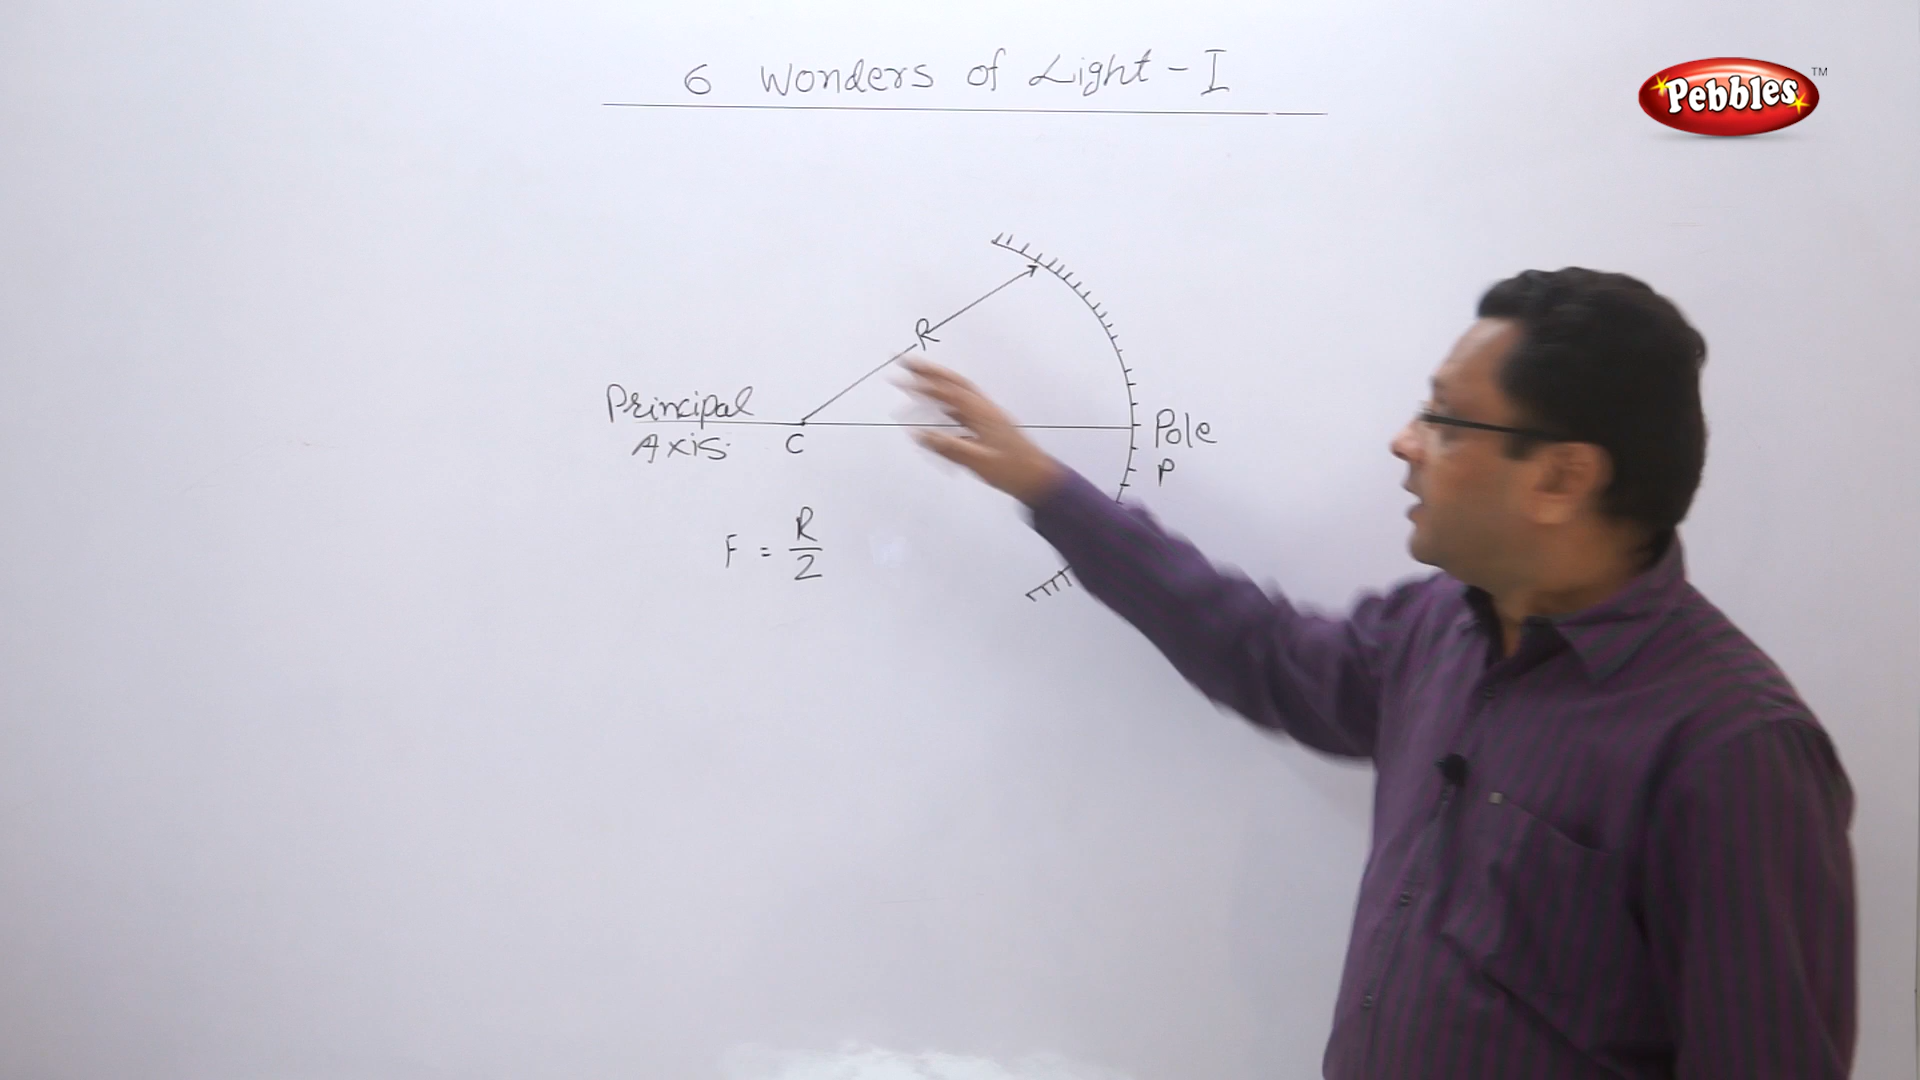 6 Wonders of Light - I
Pebbles TM
R
Principal
Axis
C
Pole
P
F = R/2